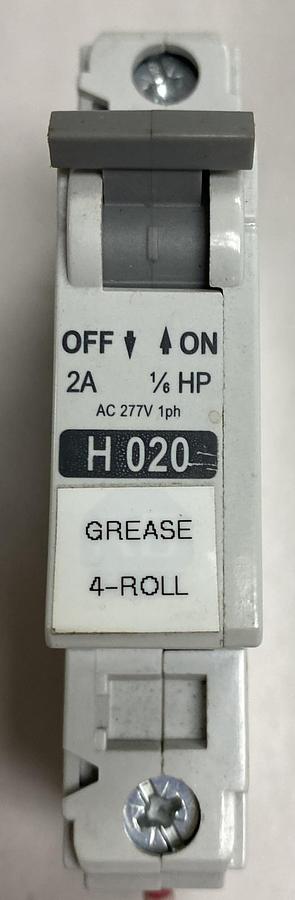 OFF ON
2A ⅙ HP
AC 277V 1ph
H 020
GREASE
4-ROLL